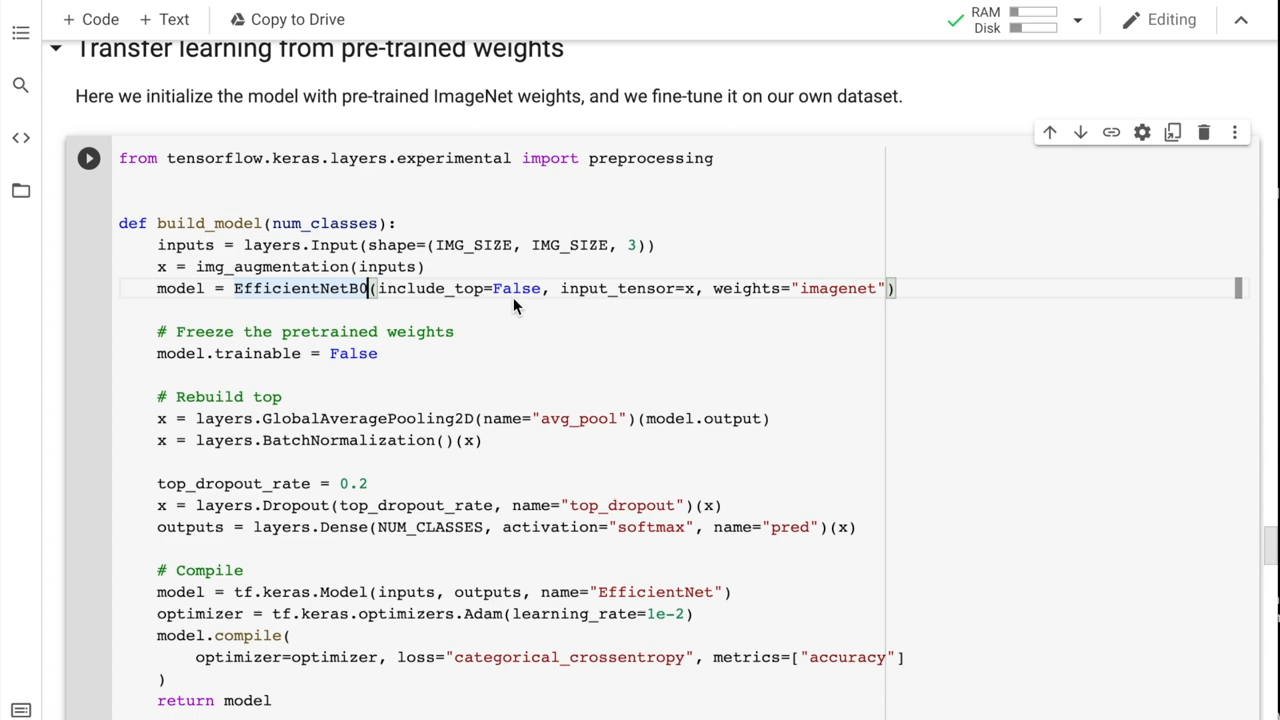 + Code + Text Copy to Drive RAM Disk Editing
Transfer learning from pre-trained weights
Here we initialize the model with pre-trained ImageNet weights, and we fine-tune it on our own dataset.
from tensorflow.keras.layers.experimental import preprocessing
def build_model(num_classes):
    inputs = layers.Input(shape=(IMG_SIZE, IMG_SIZE, 3))
    x = img_augmentation(inputs)
    model = EfficientNetB0(include_top=False, input_tensor=x, weights="imagenet")
    # Freeze the pretrained weights
    model.trainable = False
    # Rebuild top
    x = layers.GlobalAveragePooling2D(name="avg_pool")(model.output)
    x = layers.BatchNormalization()(x)
    top_dropout_rate = 0.2
    x = layers.Dropout(top_dropout_rate, name="top_dropout")(x)
    outputs = layers.Dense(NUM_CLASSES, activation="softmax", name="pred")(x)
    # Compile
    model = tf.keras.Model(inputs, outputs, name="EfficientNet")
    optimizer = tf.keras.optimizers.Adam(learning_rate=1e-2)
    model.compile(
        optimizer=optimizer, loss="categorical_crossentropy", metrics=["accuracy"]
    )
    return model